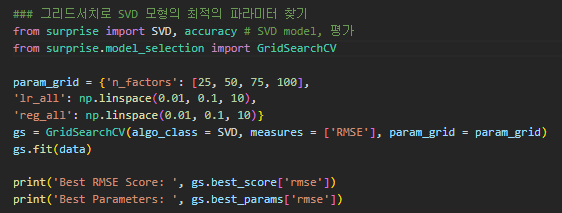 ### 그리드서치로 SVD 모형의 최적의 파라미터 찾기
from surprise import SVD, accuracy # SVD model, 평가
from surprise.model_selection import GridSearchCV
param_grid = {'n_factors': [25, 50, 75, 100],
'lr_all': np.linspace(0.01, 0.1, 10),
'reg_all': np.linspace(0.01, 0.1, 10)}
gs = GridSearchCV(algo_class = SVD, measures = ['RMSE'], param_grid = param_grid)
gs.fit(data)
print('Best RMSE Score: ', gs.best_score['rmse'])
print('Best Parameters: ', gs.best_params['rmse'])